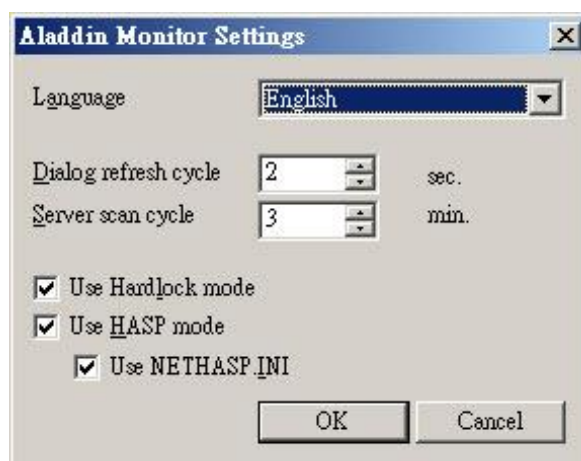 Aladdin Monitor Settings
Language English
Dialog refresh cycle 2 sec.
Server scan cycle 3 min.
Use Hardlock mode
Use HASP mode
Use NETHASP.INI
OK Cancel